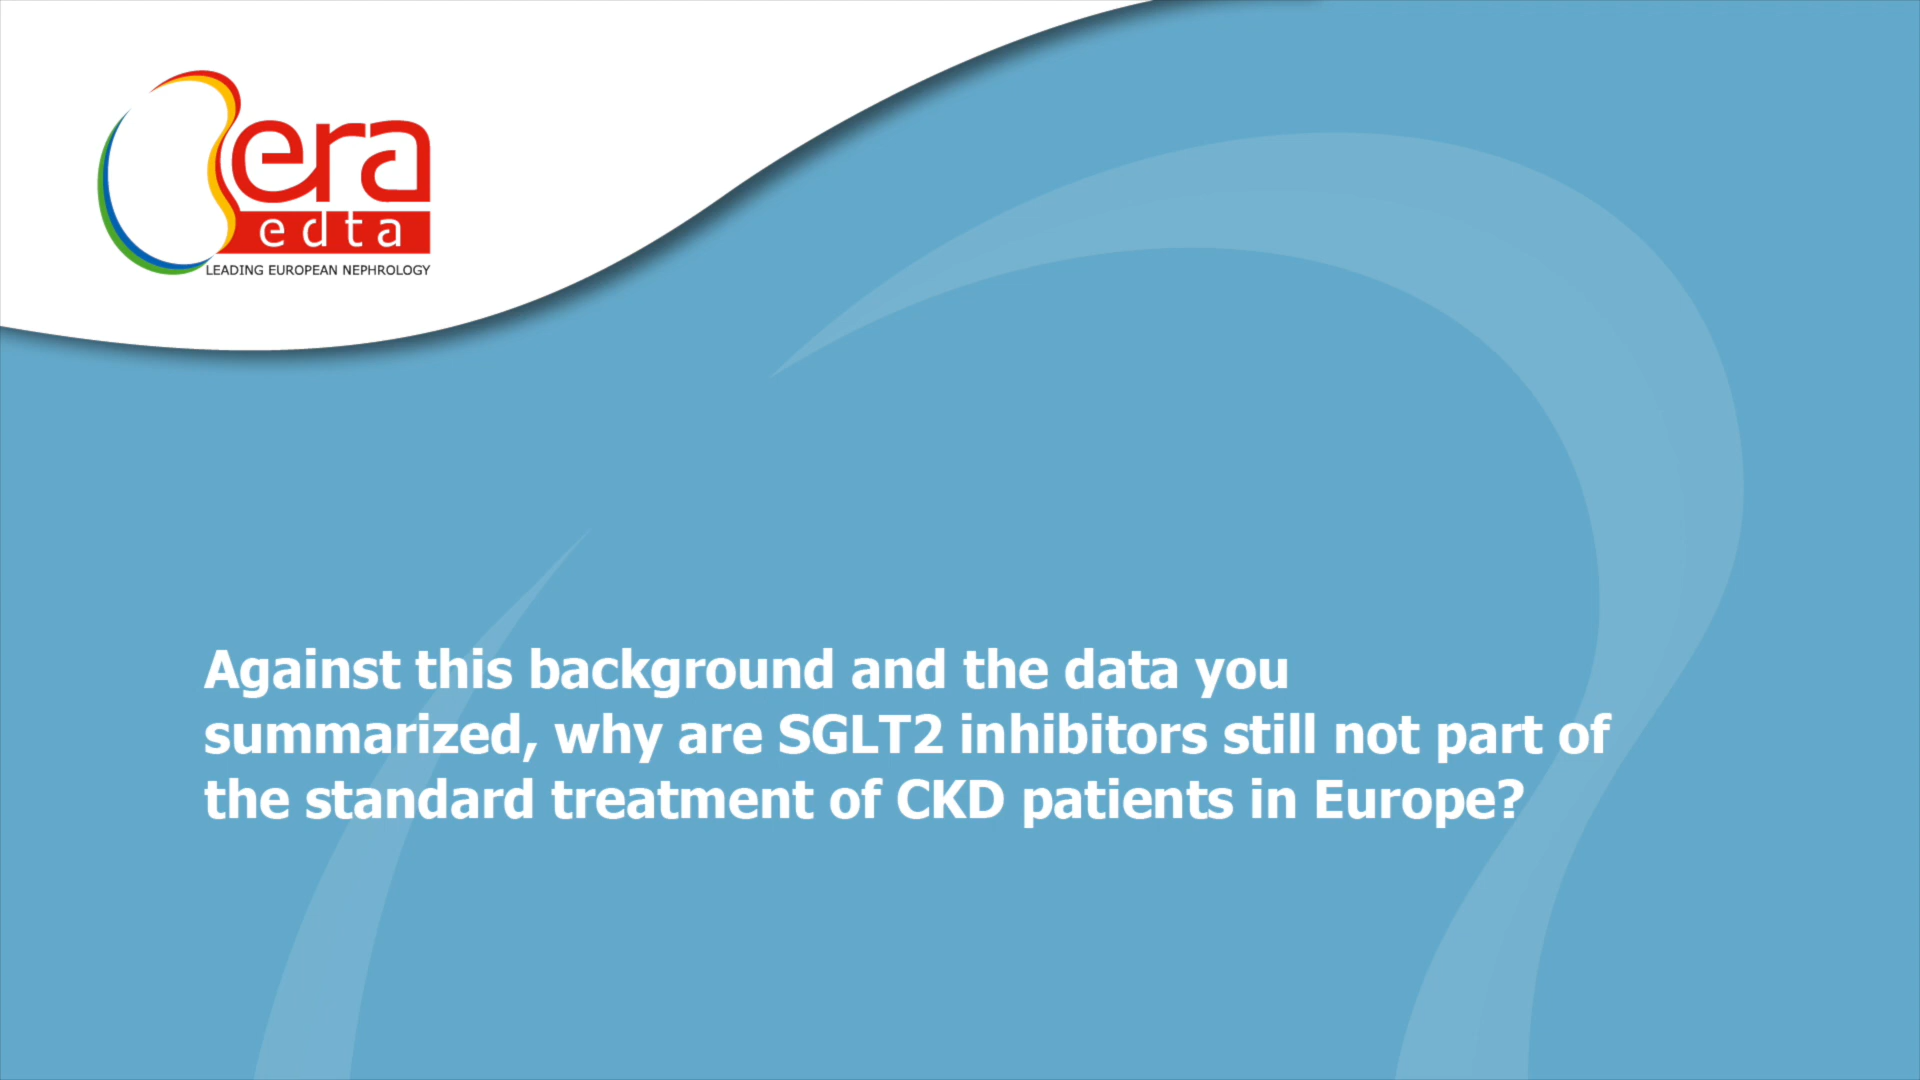 era
edta
LEADING EUROPEAN NEPHROLOGY
Against this background and the data you
summarized, why are SGLT2 inhibitors still not part of
the standard treatment of CKD patients in Europe?